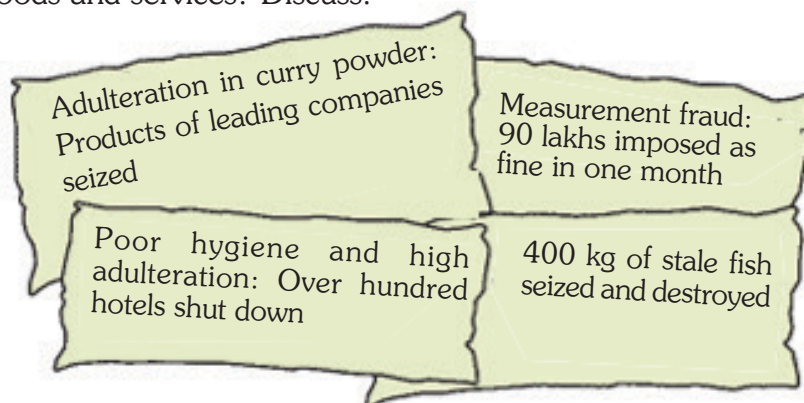 goods and services? Discuss.
Adulteration in curry powder:
Products of leading companies
seized
Measurement fraud:
90 lakhs imposed as
fine in one month
Poor hygiene and high
adulteration: Over hundred
hotels shut down
400 kg of stale fish
seized and destroyed